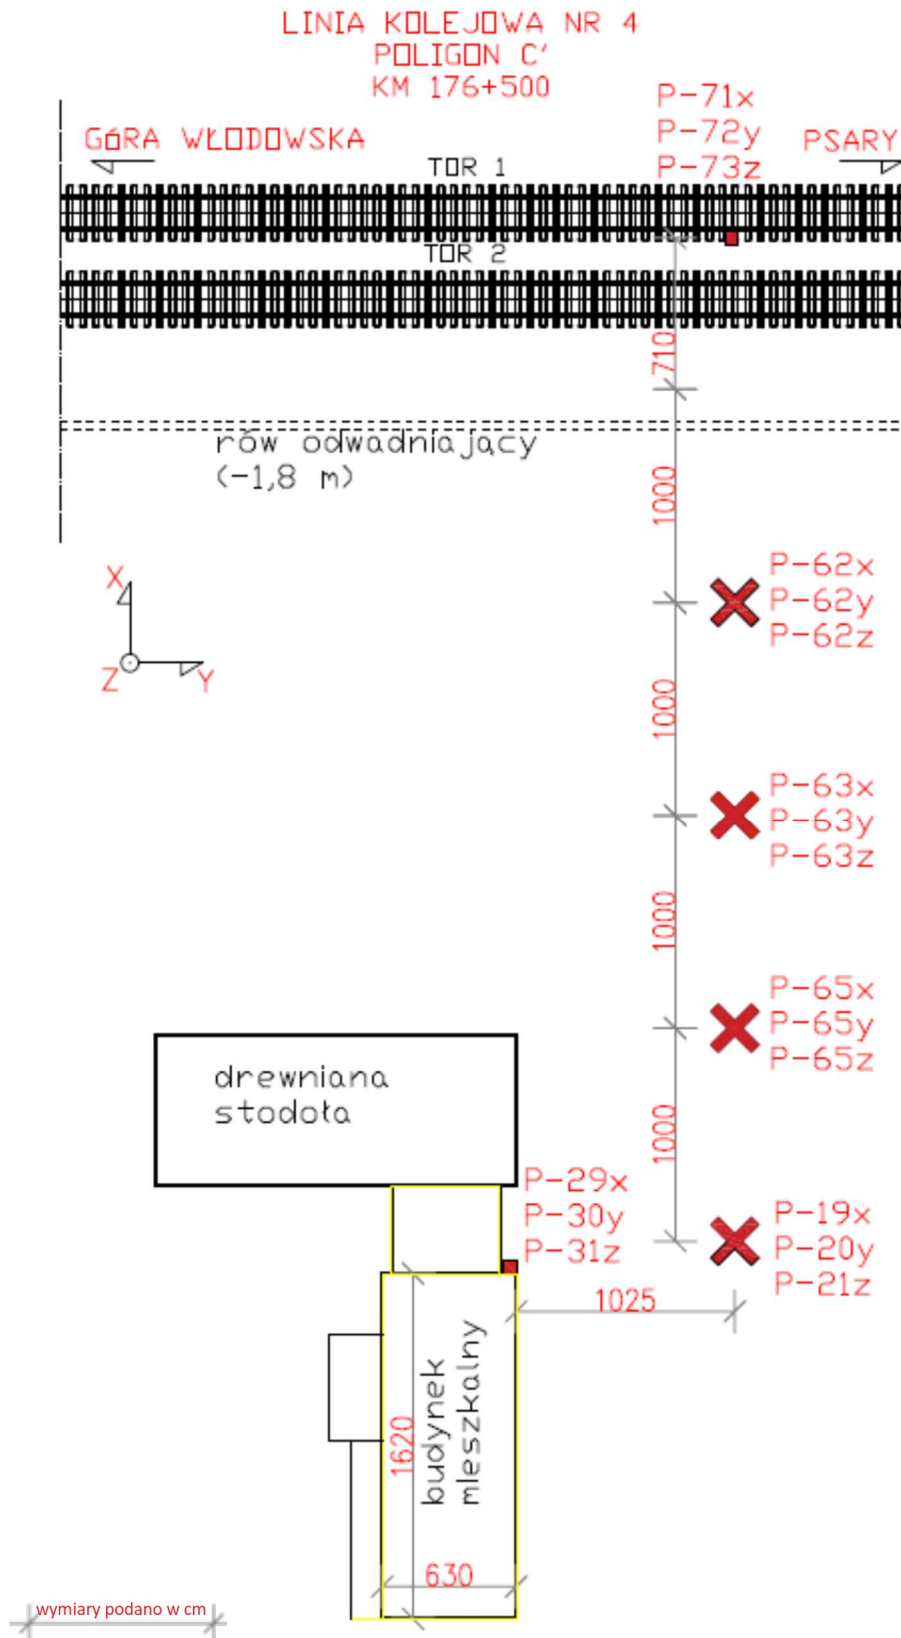 LINIA KOLEJOWA NR 4
POLIGON C'
KM 176+500
P-71x
P-72y
P-73z
GóRA WŁODOWSKA
PSARY
TOR 1
TOR 2
710
rów odwadniający
(-1,8 m)
1000
P-62x
P-62y
P-62z
X
Z
Y
1000
P-63x
P-63y
P-63z
1000
P-65x
P-65y
P-65z
drewniana
stodoła
1000
P-29x
P-30y
P-31z
P-19x
P-20y
P-21z
1025
budynek
mleszkalny
1620
630
wymiary podano w cm